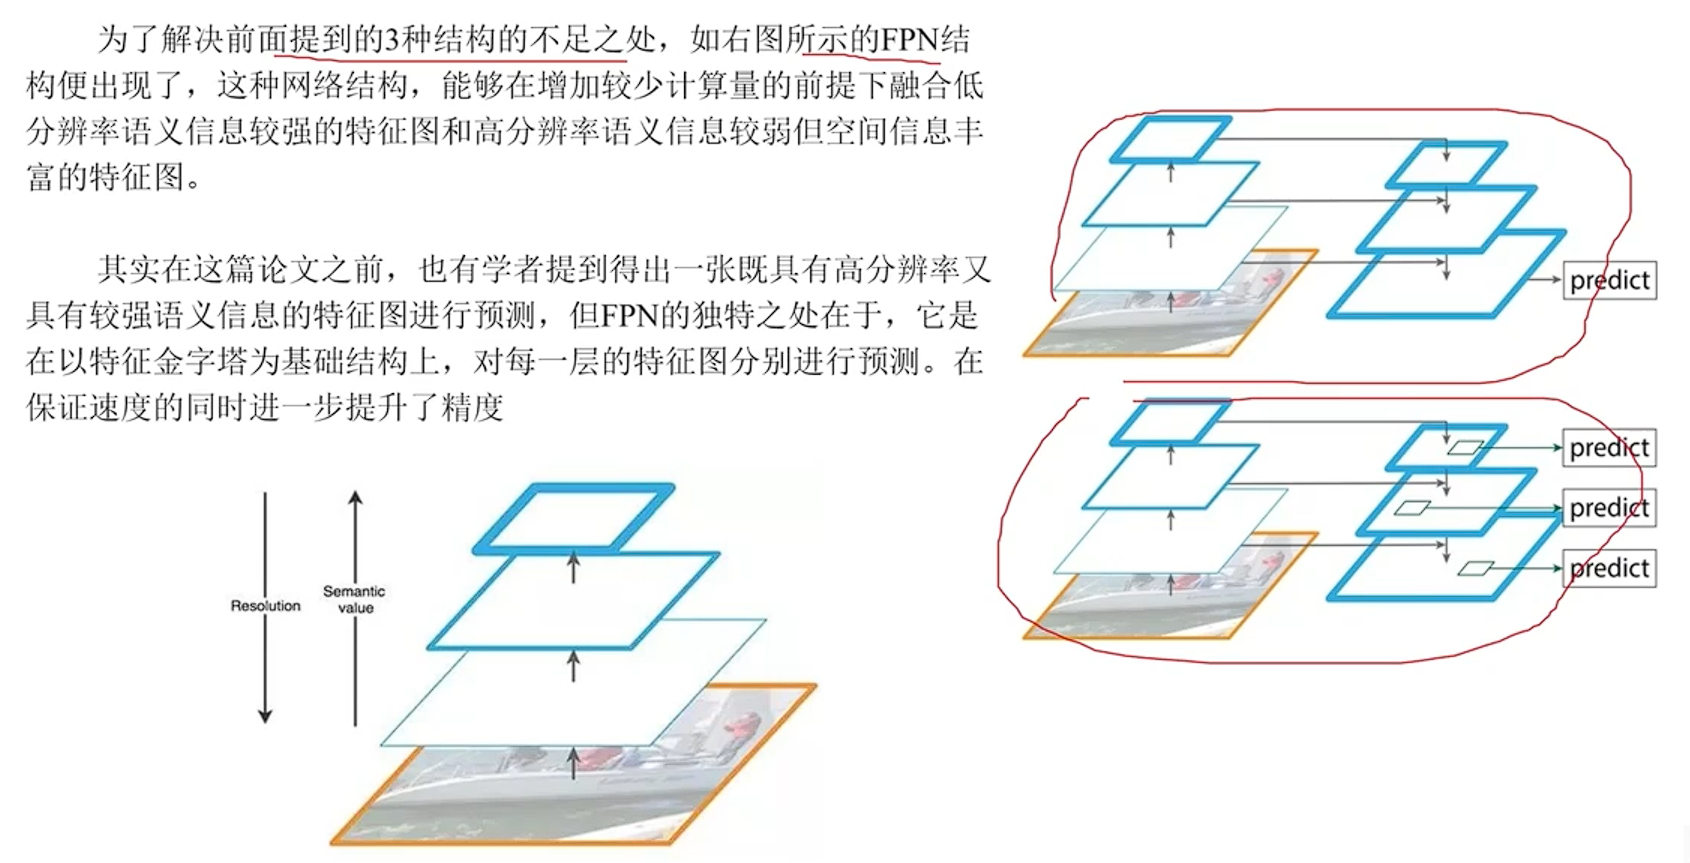 为了解决前面提到的3种结构的不足之处，如右图所示的FPN结
构便出现了，这种网络结构，能够在增加较少计算量的前提下融合低
分辨率语义信息较强的特征图和高分辨率语义信息较弱但空间信息丰
富的特征图。
其实在这篇论文之前，也有学者提到得出一张既具有高分辨率又
具有较强语义信息的特征图进行预测，但FPN的独特之处在于，它是
在以特征金字塔为基础结构上，对每一层的特征图分别进行预测。在
保证速度的同时进一步提升了精度
predict
predict
predict
predict
Resolution
Semantic
value